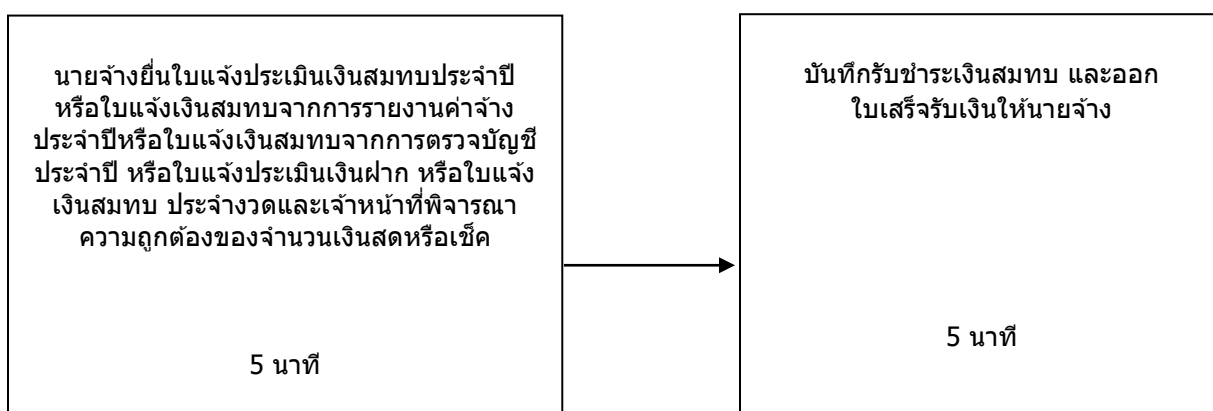 นายจ้างยื่นใบแจ้งประเมินเงินสมทบประจำปี
หรือใบแจ้งเงินสมทบจากการรายงานค่าจ้าง
ประจำปีหรือใบแจ้งเงินสมทบจากการตรวจบัญชี
ประจำปี หรือใบแจ้งประเมินเงินฝาก หรือใบแจ้ง
เงินสมทบ ประจำงวดและเจ้าหน้าที่พิจารณา
ความถูกต้องของจำนวนเงินสดหรือเช็ค
5 นาที
บันทึกรับชำระเงินสมทบ และออก
ใบเสร็จรับเงินให้นายจ้าง
5 นาที